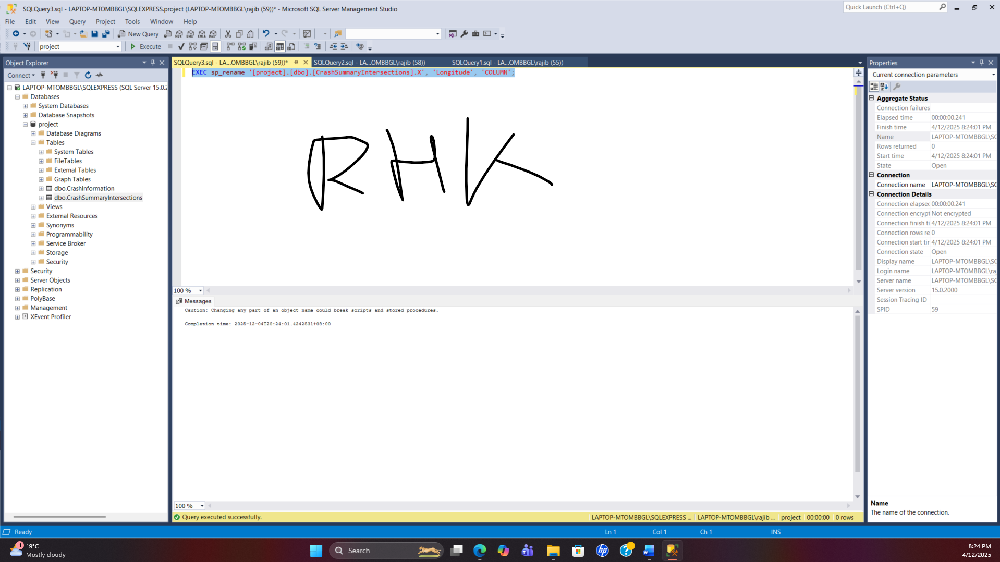 SQLQuery3.sql - LAPTOP-MTOMBBGL\SQLEXPRESS.project (LAPTOP-MTOMBBGL\rajib (59))* - Microsoft SQL Server Management Studio
Quick Launch (Ctrl+Q)
File Edit View Query Project Tools Window Help
New Query
project Execute
Object Explorer
Connect
LAPTOP-MTOMBBGL\SQLEXPRESS (SQL Server 15.0.2
Databases
System Databases
Database Snapshots
project
Database Diagrams
Tables
System Tables
FileTables
External Tables
Graph Tables
dbo.CrashInformation
dbo.CrashSummaryIntersections
Views
External Resources
Synonyms
Programmability
Service Broker
Storage
Security
Security
Server Objects
Replication
PolyBase
Management
XEvent Profiler
SQLQuery3.sql - LA...OMBBGL\rajib (59))* SQLQuery2.sql - LA...OMBBGL\rajib (58)) SQLQuery1.sql - LA...OMBBGL\rajib (55))
EXEC sp_rename '[project].[dbo].[CrashSummaryIntersections].X', 'Longitude', 'COLUMN';
RHK
100 %
Messages
Caution: Changing any part of an object name could break scripts and stored procedures.
Completion time: 2025-12-04T20:24:01.4242531+08:00
100 %
Query executed successfully. LAPTOP-MTOMBBGL\SQLEXPRESS ... LAPTOP-MTOMBBGL\rajib ... project 00:00:00 0 rows
Properties
Current connection parameters
Aggregate Status
Connection failures
Elapsed time 00:00:00.241
Finish time 4/12/2025 8:24:01 PM
Name LAPTOP-MTOMBBGL\SC
Rows returned 0
Start time 4/12/2025 8:24:01 PM
State Open
Connection
Connection name LAPTOP-MTOMBBGL\SC
Connection Details
Connection elapsec 00:00:00.241
Connection encrypt Not encrypted
Connection finish ti 4/12/2025 8:24:01 PM
Connection rows re 0
Connection start tir 4/12/2025 8:24:01 PM
Connection state Open
Display name LAPTOP-MTOMBBGL\SC
Login name LAPTOP-MTOMBBGL\ra
Server name LAPTOP-MTOMBBGL\SC
Server version 15.0.2000
Session Tracing ID
SPID 59
Name
The name of the connection.
Ready Ln 1 Col 1 Ch 1 INS
1
19°C
Mostly cloudy
Search
8:24 PM
4/12/2025